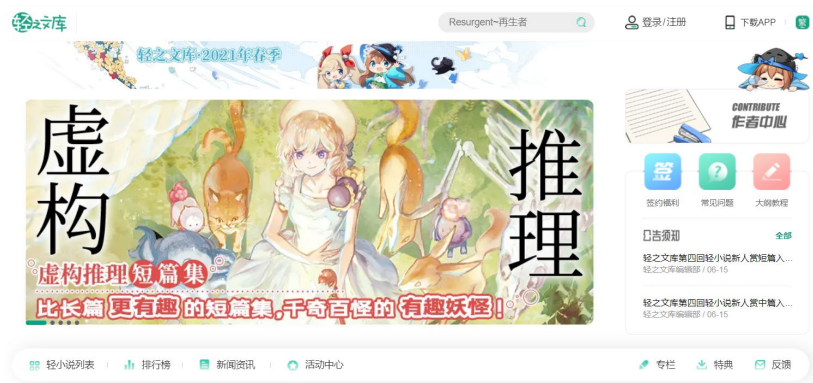 轻之文库
Resurgent~再生者
登录/注册
下载APP
繁
轻之文库·2021年春季
虚构
推理
虚构推理短篇集
比长篇更有趣的短篇集,千奇百怪的有趣妖怪!
CONTRIBUTE
作者中心
签
签约福利
?
常见问题
大纲教程
公告须知
全部
轻之文库第四回轻小说新人赏短篇入...
轻之文库编辑部 / 06-15
轻之文库第四回轻小说新人赏中篇入...
轻之文库编辑部 / 06-15
轻小说列表
排行榜
新闻资讯
活动中心
专栏
特典
反馈